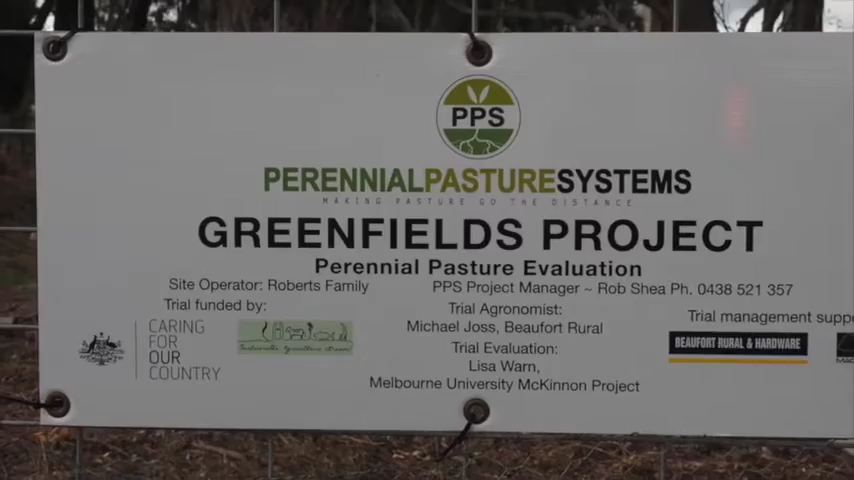 PPS
PERENNIALPASTURESYSTEMS
MAKING PASTURE GO THE DISTANCE
GREENFIELDS PROJECT
Perennial Pasture Evaluation
Site Operator: Roberts Family
PPS Project Manager ~ Rob Shea Ph. 0438 521 357
Trial funded by:
CARING
FOR
OUR
COUNTRY
Trial Agronomist:
Michael Joss, Beaufort Rural
Trial Evaluation:
Lisa Warn,
Melbourne University McKinnon Project
Trial management supp
BEAUFORT RURAL & HARDWARE